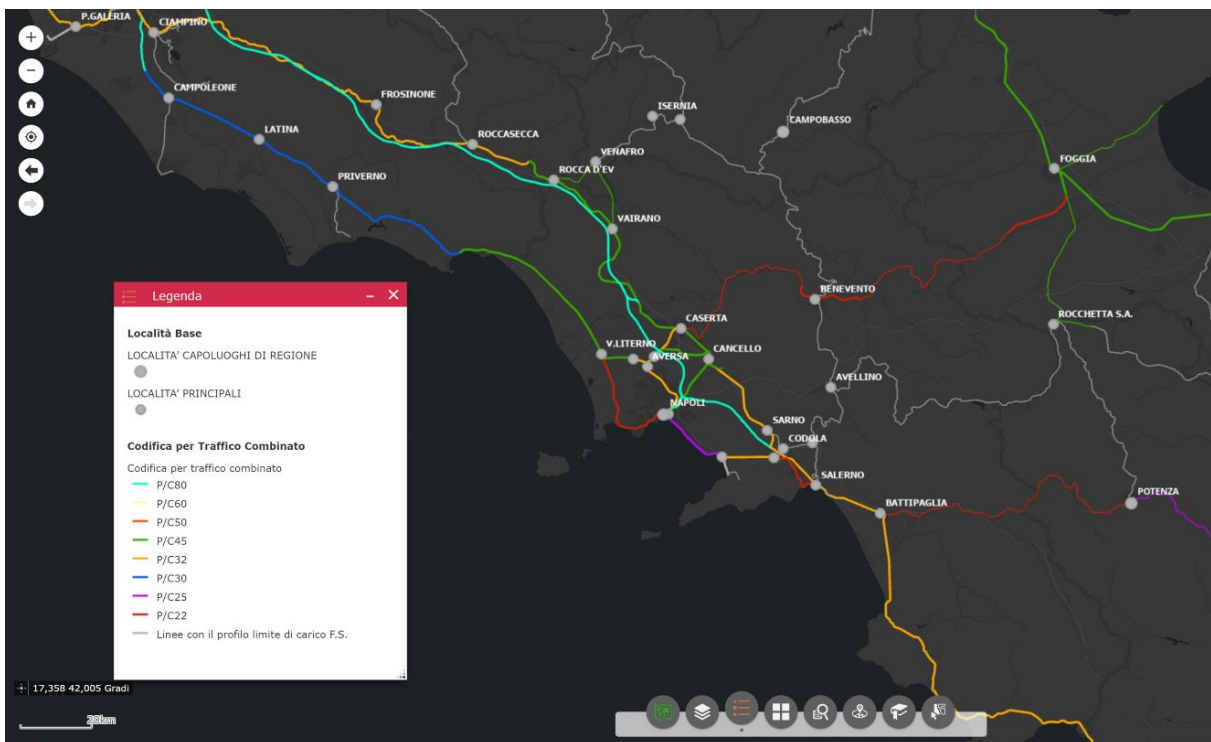 P.GALERIA
CIAMPINO
CAMPOLEONE
FROSINONE
ISERNIA
CAMPOBASSO
LATINA
ROCCASECCA
VENAFRO
FOGGIA
ROCCA D'EV
PRIVERNO
VAIRANO
BENEVENTO
Legenda
CASERTA
ROCCHETTA S.A.
Località Base
V.LITERNO
CANCELLO
LOCALITA' CAPOLUOGHI DI REGIONE
AVERSA
AVELLINO
LOCALITA' PRINCIPALI
NAPOLI
SARNO
Codifica per Traffico Combinato
CODOLA
Codifica per traffico combinato
SALERNO
P/C80
POTENZA
P/C60
BATTIPAGLIA
P/C50
P/C45
P/C32
P/C30
P/C25
P/C22
Linee con il profilo limite di carico F.S.
17,358 42,005 Gradi
20km